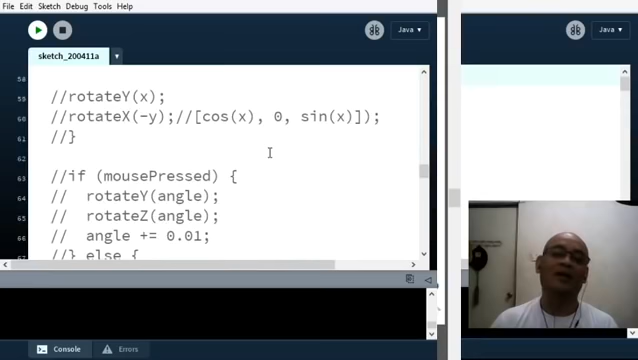 File Edit Sketch Debug Tools Help
Java
Java
sketch_200411a
58
59 //rotateY(x);
60 //rotateX(-y);//[cos(x), 0, sin(x)]);
61 //}
62
63 //if (mousePressed) {
64 //  rotateY(angle);
65 //  rotateZ(angle);
66 //  angle += 0.01;
67 //} else {
Console Errors